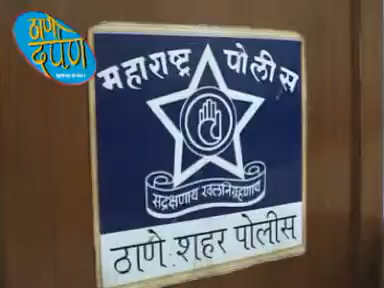 ठाणे
दर्पण
महाराष्ट्र पोलीस
सद्रक्षणाय खलनिग्रहणाय
ठाणे शहर पोलीस